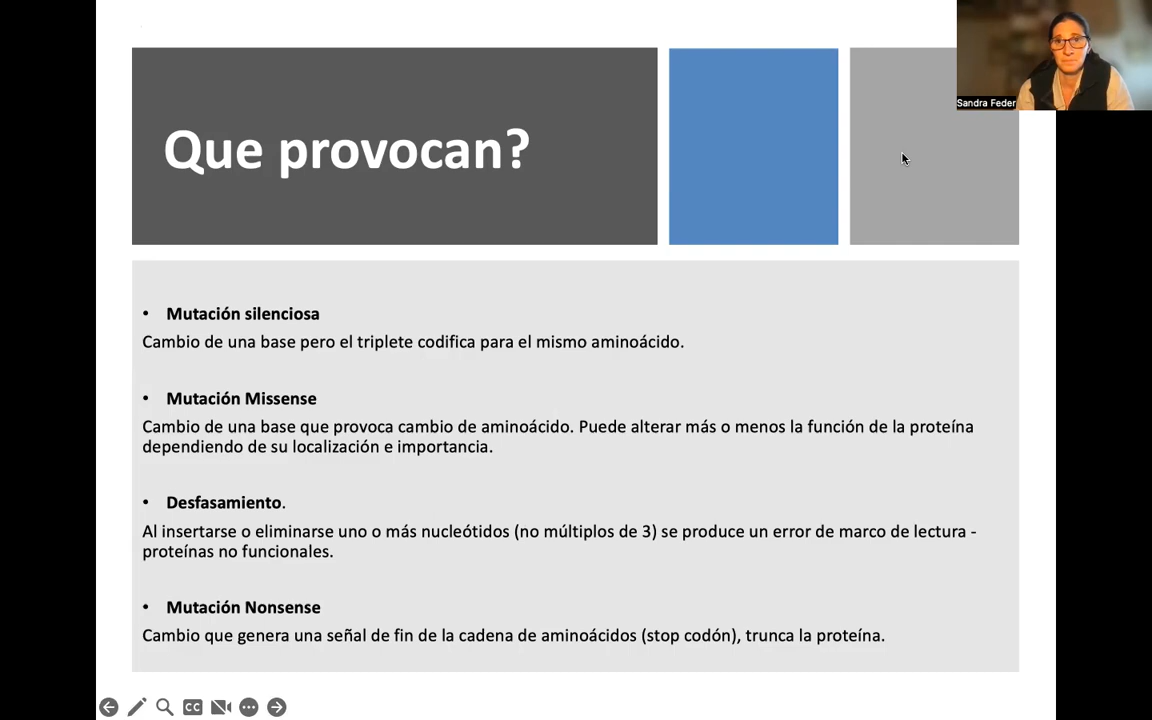 Sandra Feder
Que provocan?
• Mutación silenciosa
Cambio de una base pero el triplete codifica para el mismo aminoácido.
• Mutación Missense
Cambio de una base que provoca cambio de aminoácido. Puede alterar más o menos la función de la proteína
dependiendo de su localización e importancia.
• Desfasamiento.
Al insertarse o eliminarse uno o más nucleótidos (no múltiplos de 3) se produce un error de marco de lectura -
proteínas no funcionales.
• Mutación Nonsense
Cambio que genera una señal de fin de la cadena de aminoácidos (stop codón), trunca la proteína.
CC